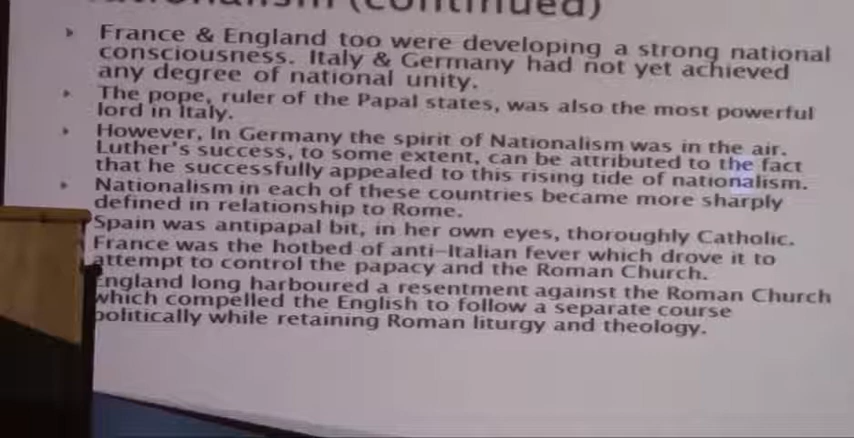 (continued)
France & England too were developing a strong national
consciousness. Italy & Germany had not yet achieved
any degree of national unity.
The pope, ruler of the Papal states, was also the most powerful
lord in Italy.
However, In Germany the spirit of Nationalism was in the air.
Luther's success, to some extent, can be attributed to the fact
that he successfully appealed to this rising tide of nationalism.
Nationalism in each of these countries became more sharply
defined in relationship to Rome.
Spain was antipapal bit, in her own eyes, thoroughly Catholic.
France was the hotbed of anti-Italian fever which drove it to
attempt to control the papacy and the Roman Church.
England long harboured a resentment against the Roman Church
which compelled the English to follow a separate course
politically while retaining Roman liturgy and theology.